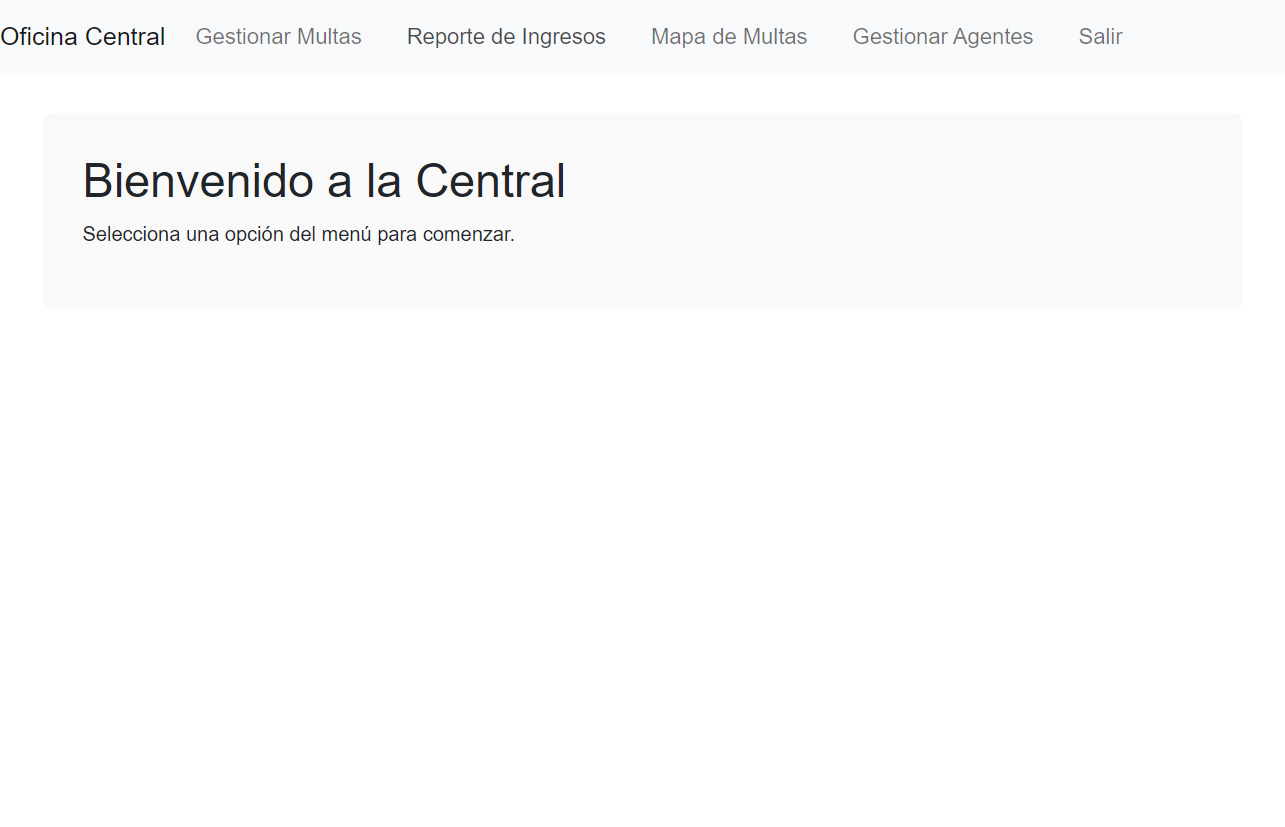 Oficina Central Gestionar Multas Reporte de Ingresos Mapa de Multas Gestionar Agentes Salir
Bienvenido a la Central
Selecciona una opción del menú para comenzar.